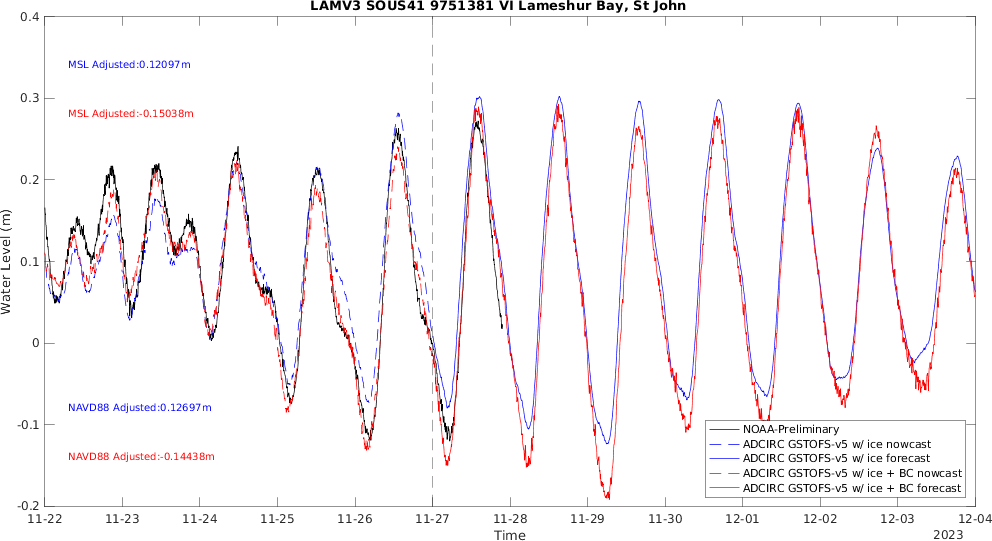 LAMV3 SOUS41 9751381 VI Lameshur Bay, St John
0.4
0.3
0.2
0.1
0
-0.1
-0.2
Water Level (m)
MSL Adjusted:0.12097m
MSL Adjusted:-0.15038m
NAVD88 Adjusted:0.12697m
NAVD88 Adjusted:-0.14438m
NOAA-Preliminary
ADCIRC GSTOFS-v5 w/ ice nowcast
ADCIRC GSTOFS-v5 w/ ice forecast
ADCIRC GSTOFS-v5 w/ ice + BC nowcast
ADCIRC GSTOFS-v5 w/ ice + BC forecast
11-22 11-23 11-24 11-25 11-26 11-27 11-28 11-29 11-30 12-01 12-02 12-03 12-04
Time
2023